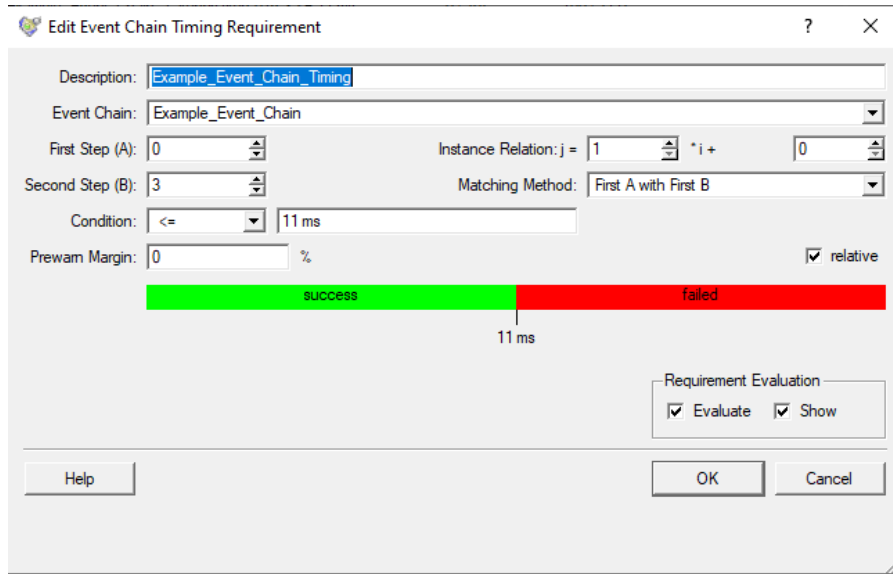 Edit Event Chain Timing Requirement ?
Description: Example_Event_Chain_Timing
Event Chain: Example_Event_Chain
First Step (A): 0 Instance Relation: j = 1 * i + 0
Second Step (B): 3 Matching Method: First A with First B
Condition: <= 11 ms
Prewarn Margin: 0 % relative
success failed
11 ms
Requirement Evaluation
Evaluate Show
Help OK Cancel